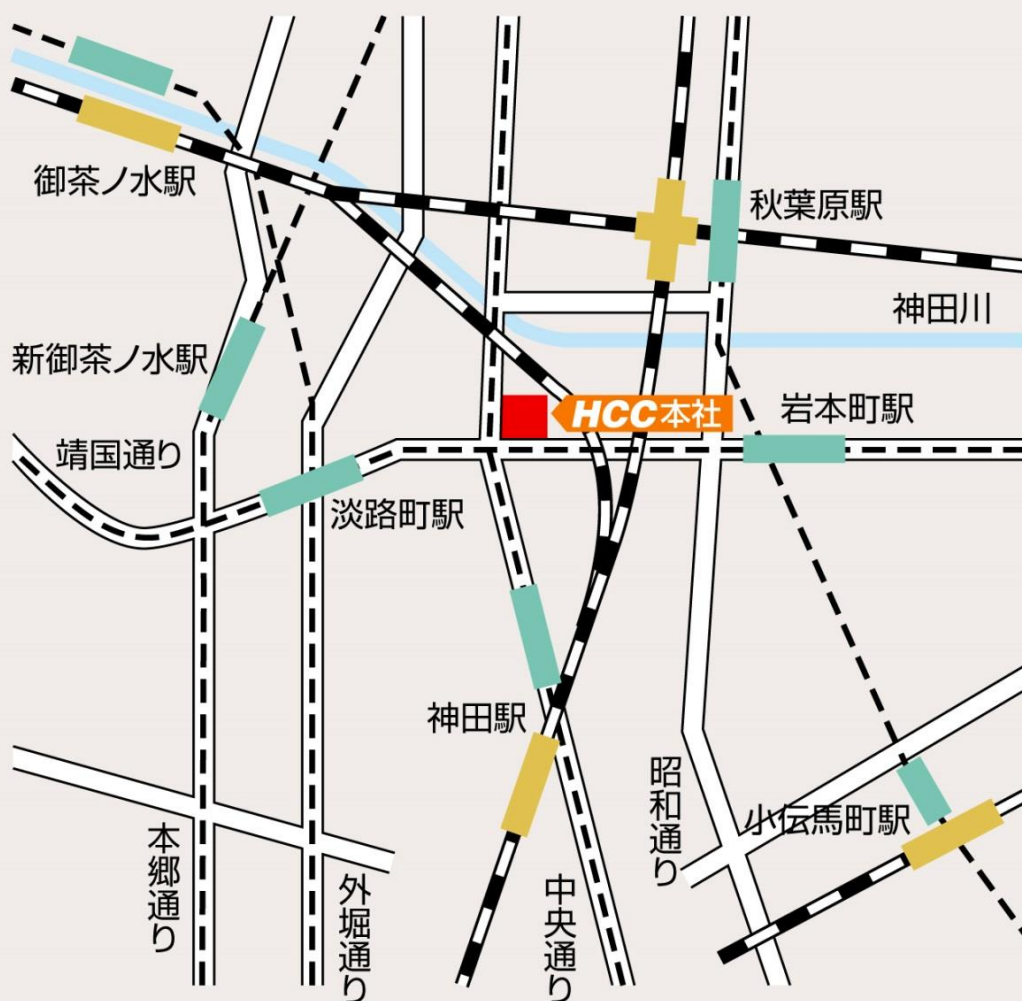 御茶ノ水駅
秋葉原駅
神田川
新御茶ノ水駅
HCC本社
岩本町駅
靖国通り
淡路町駅
神田駅
昭和通り
小伝馬町駅
本郷通り
外堀通り
中央通り